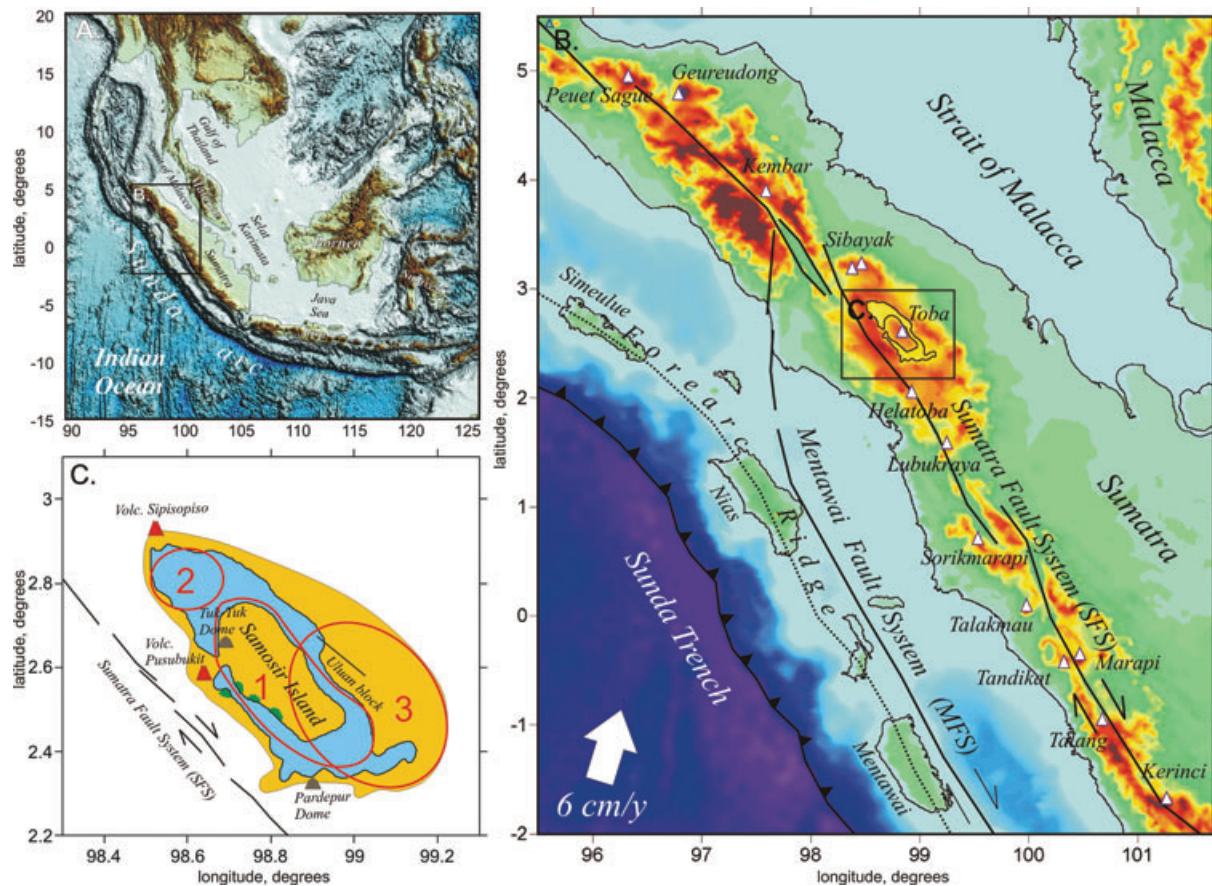 A.
20
15
10
5
0
-5
-10
-15
90
95
100
105
110
115
120
125
latitude, degrees
Gulf of
Thailand
Malacca
B
Selat
Karimata
Borneo
Sumatra
Java
Sea
Sunda
arc
Indian
Ocean
B.
5
4
3
2
1
0
-1
-2
96
97
98
99
100
101
latitude, degrees
longitude, degrees
Peuet Sague
Geureudong
Kembar
Sibayak
C.
Toba
Helatoba
Lubukraya
Sorikmarapi
Talakmau
Marapi
Tandikat
Talang
Kerinci
Strait of Malacca
Malacca
Sumatra
Sumatra Fault System (SFS)
Mentawai Fault System
(MFS)
Simeulue
Forearc Ridge
Nias
Mentawai
Sunda Trench
6 cm/y
C.
3
2.8
2.6
2.4
2.2
98.4
98.6
98.8
99
99.2
latitude, degrees
longitude, degrees
Volc. Sipisopiso
2
Tuk-Tuk
Dome
Volc.
Pusubukit
Samosir Island
1
Uluan block
3
Sumatra Fault System (SFS)
Pardepur
Dome